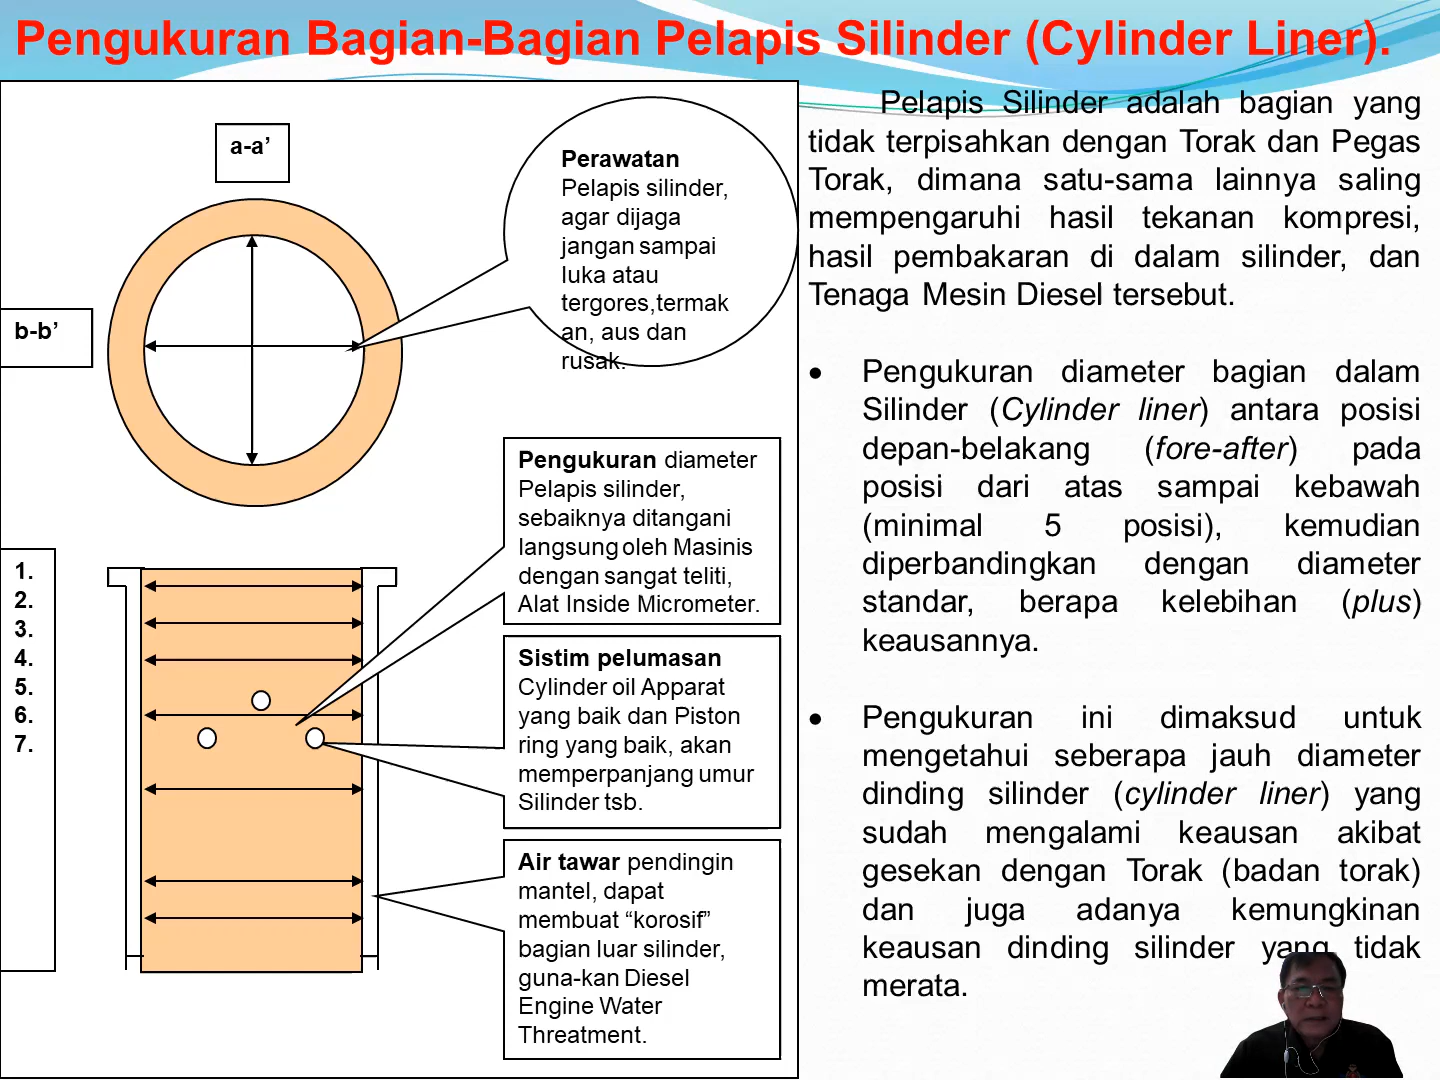 Pengukuran Bagian-Bagian Pelapis Silinder (Cylinder Liner).
a-a’
b-b’
Perawatan
Pelapis silinder,
agar dijaga
jangan sampai
luka atau
tergores,termak
an, aus dan
rusak.
1.
2.
3.
4.
5.
6.
7.
Pengukuran diameter
Pelapis silinder,
sebaiknya ditangani
langsung oleh Masinis
dengan sangat teliti,
Alat Inside Micrometer.
Sistim pelumasan
Cylinder oil Apparat
yang baik dan Piston
ring yang baik, akan
memperpanjang umur
Silinder tsb.
Air tawar pendingin
mantel, dapat
membuat “korosif”
bagian luar silinder,
guna-kan Diesel
Engine Water
Threatment.
Pelapis Silinder adalah bagian yang
tidak terpisahkan dengan Torak dan Pegas
Torak, dimana satu-sama lainnya saling
mempengaruhi hasil tekanan kompresi,
hasil pembakaran di dalam silinder, dan
Tenaga Mesin Diesel tersebut.
• Pengukuran diameter bagian dalam
Silinder (Cylinder liner) antara posisi
depan-belakang (fore-after) pada
posisi dari atas sampai kebawah
(minimal 5 posisi), kemudian
diperbandingkan dengan diameter
standar, berapa kelebihan (plus)
keausannya.
• Pengukuran ini dimaksud untuk
mengetahui seberapa jauh diameter
dinding silinder (cylinder liner) yang
sudah mengalami keausan akibat
gesekan dengan Torak (badan torak)
dan juga adanya kemungkinan
keausan dinding silinder yang tidak
merata.